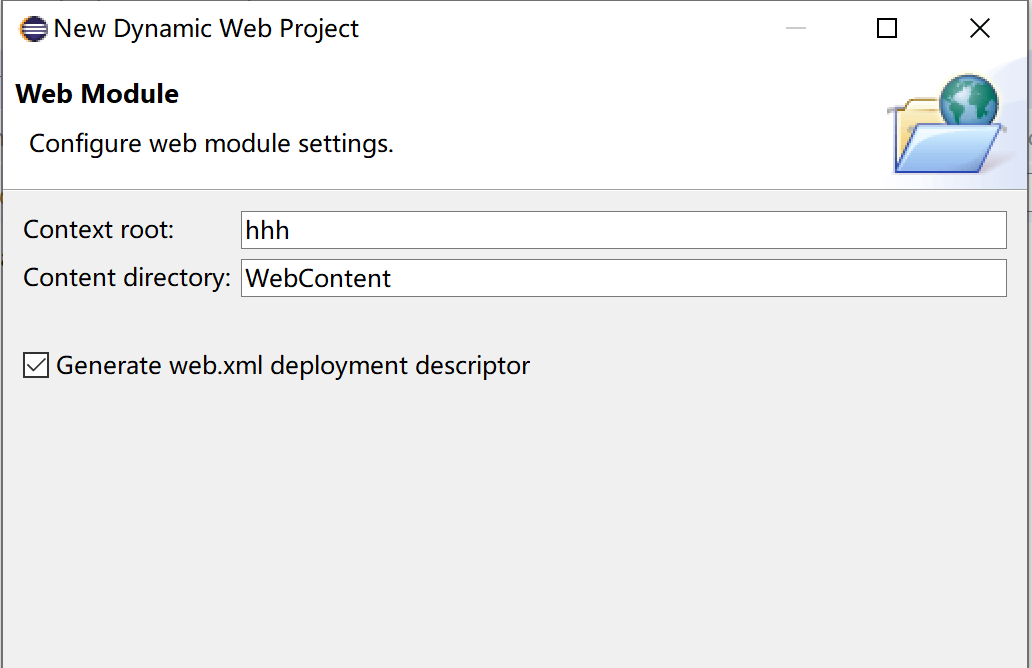 New Dynamic Web Project
Web Module
Configure web module settings.
Context root: hhh
Content directory: WebContent
Generate web.xml deployment descriptor